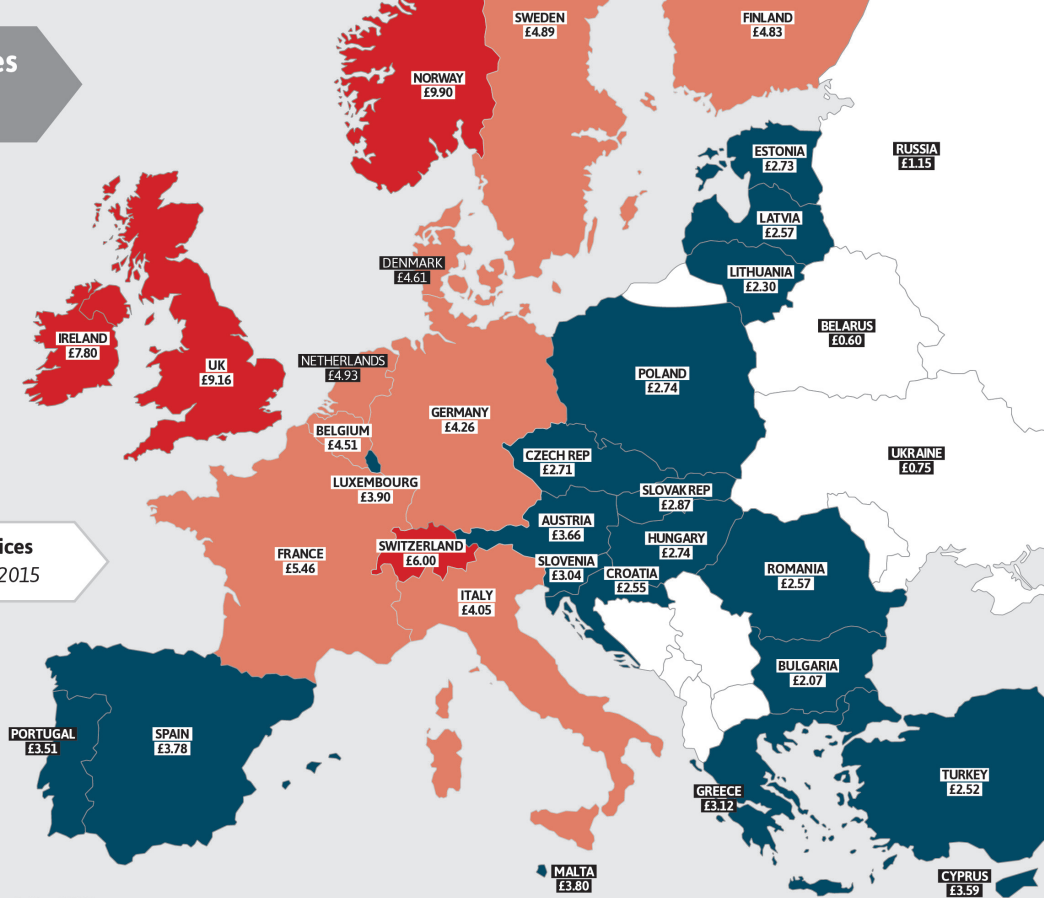 es
SWEDEN
£4.89
FINLAND
£4.83
NORWAY
£9.90
ESTONIA
£2.73
RUSSIA
£1.15
LATVIA
£2.57
DENMARK
£4.61
LITHUANIA
£2.30
BELARUS
£0.60
IRELAND
£7.80
UK
£9.16
NETHERLANDS
£4.93
POLAND
£2.74
GERMANY
£4.26
BELGIUM
£4.51
CZECH REP
£2.71
UKRAINE
£0.75
LUXEMBOURG
£3.90
SLOVAK REP
£2.87
AUSTRIA
£3.66
ices
2015
FRANCE
£5.46
SWITZERLAND
£6.00
HUNGARY
£2.74
SLOVENIA
£3.04
CROATIA
£2.55
ROMANIA
£2.57
ITALY
£4.05
BULGARIA
£2.07
PORTUGAL
£3.51
SPAIN
£3.78
TURKEY
£2.52
GREECE
£3.12
MALTA
£3.80
CYPRUS
£3.59